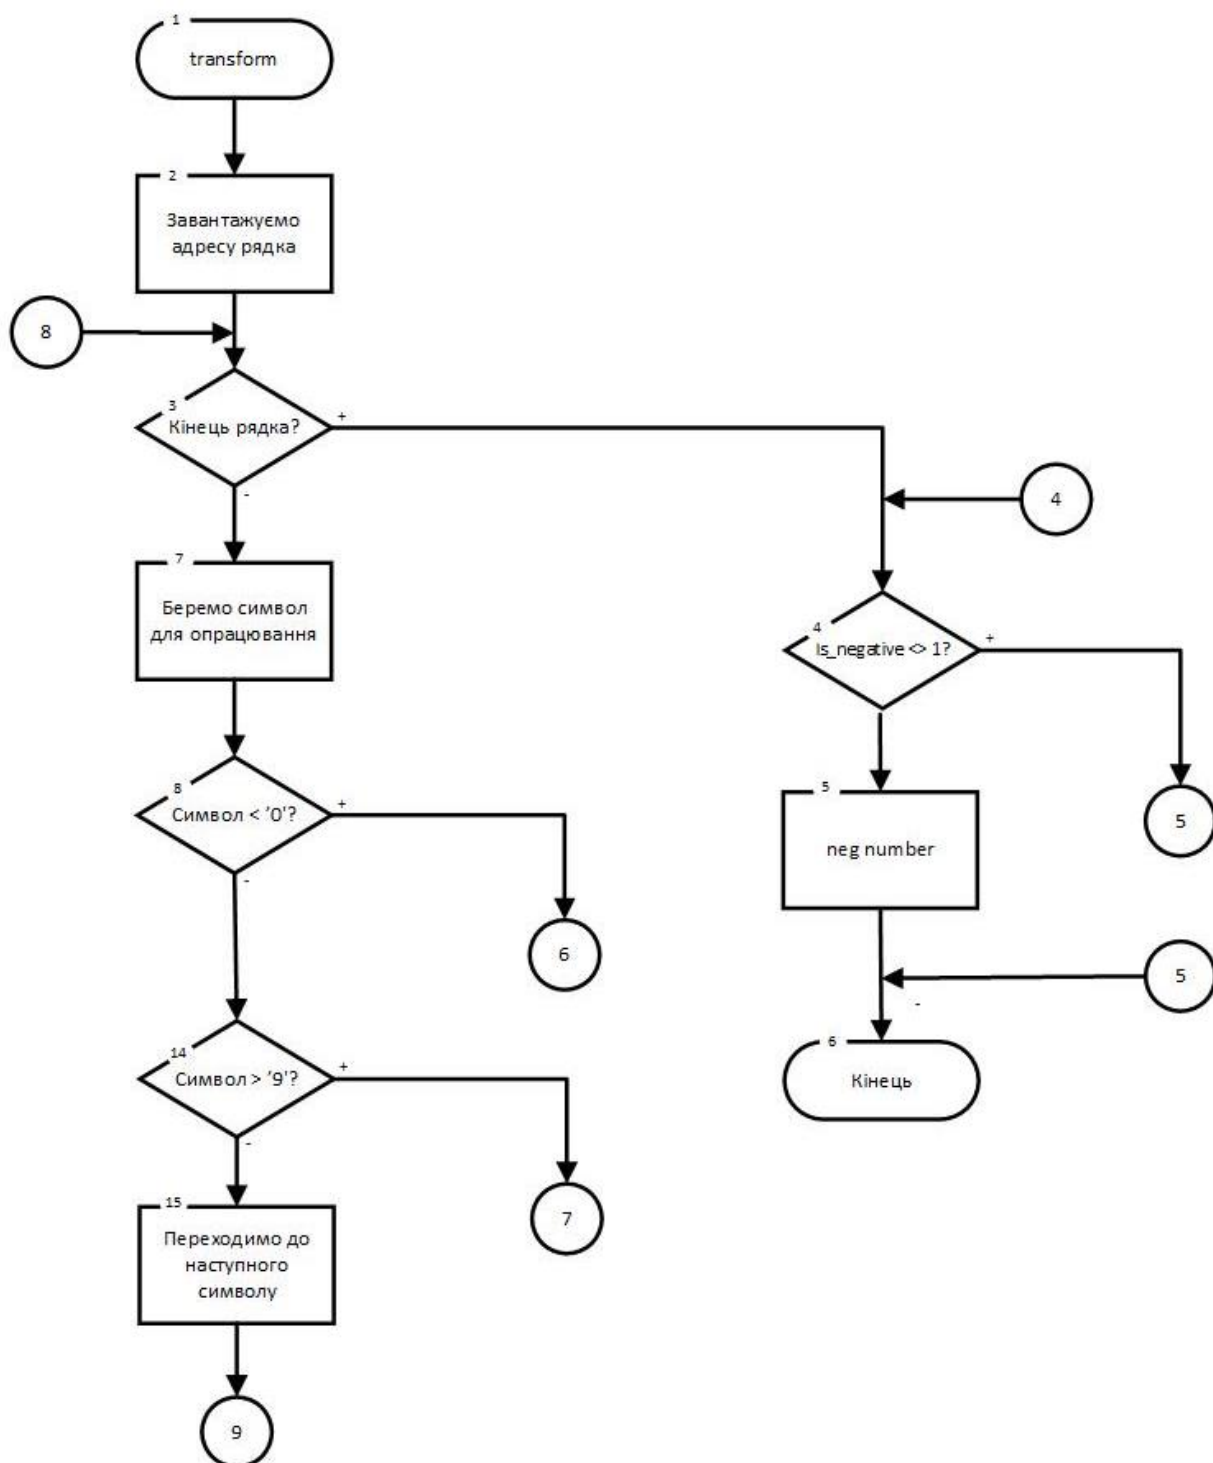 1
transform
2
Завантажуємо
адресу рядка
8
3
Кінець рядка?
+
-
4
7
Беремо символ
для опрацювання
4
Is_negative <> 1?
+
8
Символ < '0'?
+
-
5
neg number
5
6
5
-
14
Символ > '9'?
+
-
6
Кінець
15
Переходимо до
наступного
символу
7
9